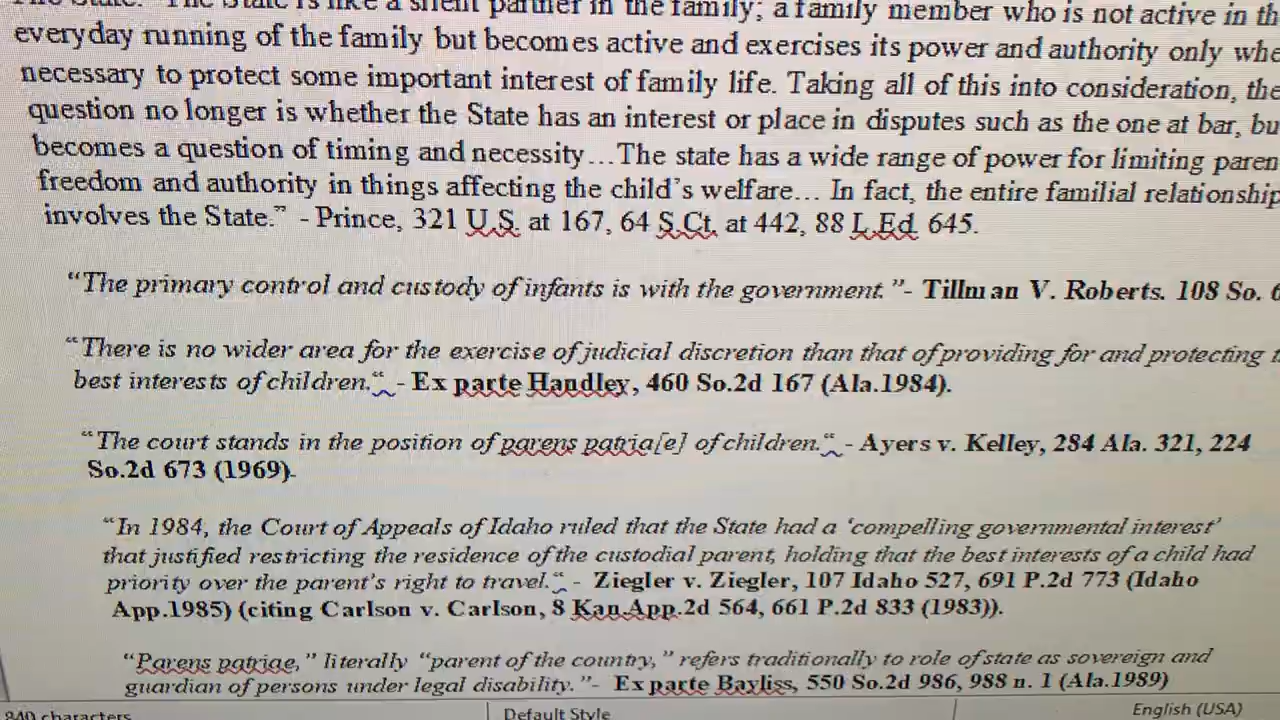 The State. "The State is like a silent partner in the family; a family member who is not active in th
everyday running of the family but becomes active and exercises its power and authority only whe
necessary to protect some important interest of family life. Taking all of this into consideration, the
question no longer is whether the State has an interest or place in disputes such as the one at bar, bu
becomes a question of timing and necessity…The state has a wide range of power for limiting paren
freedom and authority in things affecting the child's welfare… In fact, the entire familial relationship
involves the State." - Prince, 321 U.S. at 167, 64 S.Ct. at 442, 88 L.Ed. 645.
"The primary control and custody of infants is with the government."- Tillman V. Roberts. 108 So. 6
"There is no wider area for the exercise of judicial discretion than that of providing for and protecting
best interests of children.“ - Ex parte Handley, 460 So.2d 167 (Ala.1984).
"The court stands in the position of parens patria[e] of children.“ - Ayers v. Kelley, 284 Ala. 321, 224
So.2d 673 (1969).
"In 1984, the Court of Appeals of Idaho ruled that the State had a 'compelling governmental interest'
that justified restricting the residence of the custodial parent, holding that the best interests of a child had
priority over the parent's right to travel.“ - Ziegler v. Ziegler, 107 Idaho 527, 691 P.2d 773 (Idaho
App.1985) (citing Carlson v. Carlson, 8 Kan.App.2d 564, 661 P.2d 833 (1983)).
"Parens patriae," literally "parent of the country," refers traditionally to role of state as sovereign and
guardian of persons under legal disability."- Ex parte Bayliss, 550 So.2d 986, 988 n. 1 (Ala.1989)
840 characters Default Style English (USA)